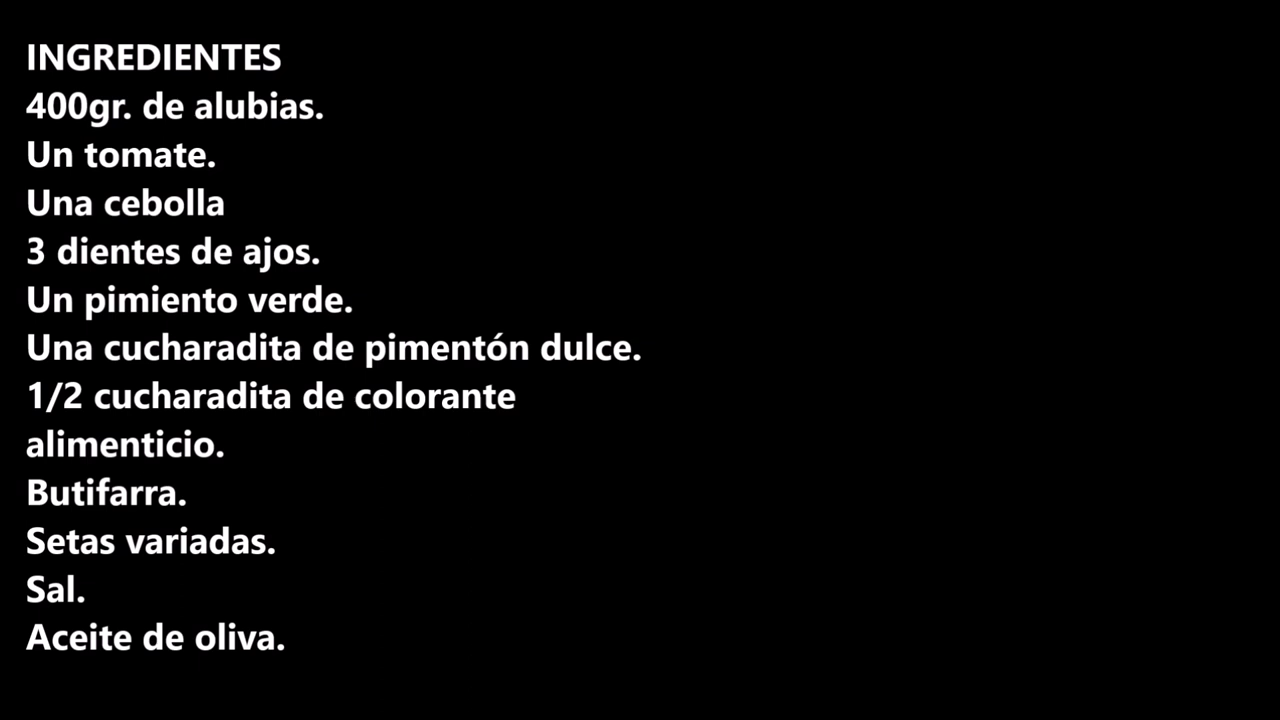 INGREDIENTES
400gr. de alubias.
Un tomate.
Una cebolla
3 dientes de ajos.
Un pimiento verde.
Una cucharadita de pimentón dulce.
1/2 cucharadita de colorante
alimenticio.
Butifarra.
Setas variadas.
Sal.
Aceite de oliva.